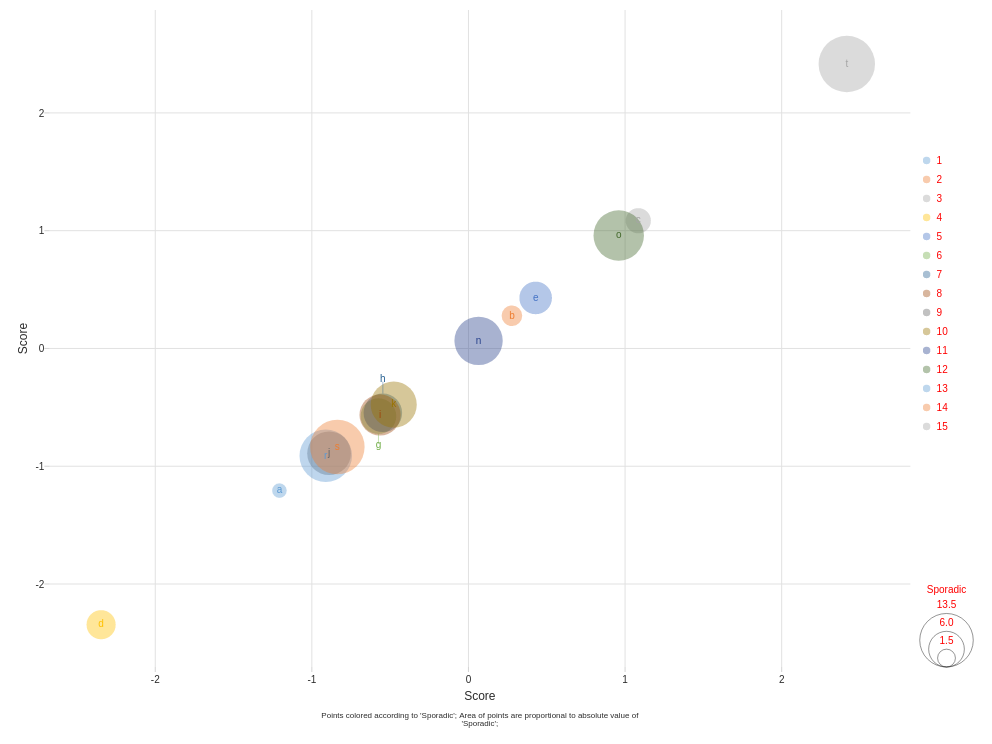 t
2
1
o
e
b
Score
0
n
h
i
g
j
-1
a
-2
d
-2
-1
0
1
2
Score
1
2
3
4
5
6
7
8
9
10
11
12
13
14
15
Sporadic
13.5
6.0
1.5
Points colored according to 'Sporadic'; Area of points are proportional to absolute value of
'Sporadic';